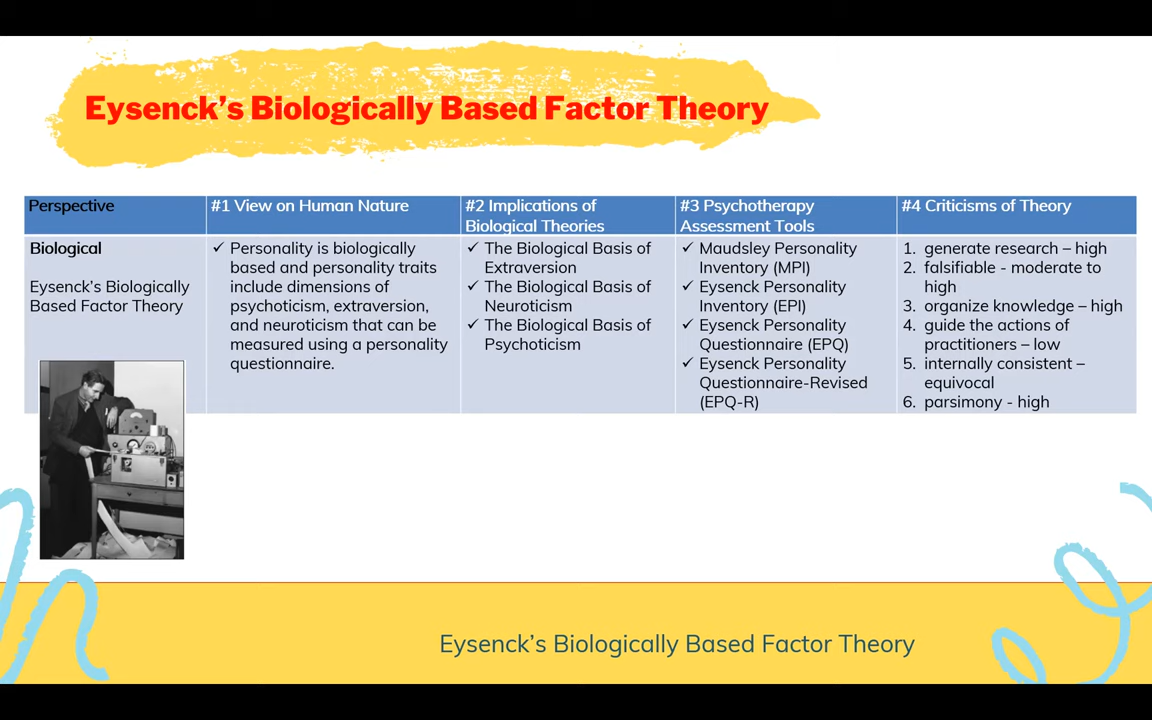 Eysenck's Biologically Based Factor Theory
Perspective
#1 View on Human Nature
#2 Implications of
Biological Theories
#3 Psychotherapy
Assessment Tools
#4 Criticisms of Theory
Biological
Eysenck's Biologically
Based Factor Theory
✓ Personality is biologically
based and personality traits
include dimensions of
psychoticism, extraversion,
and neuroticism that can be
measured using a personality
questionnaire.
✓ The Biological Basis of
Extraversion
✓ The Biological Basis of
Neuroticism
✓ The Biological Basis of
Psychoticism
✓ Maudsley Personality
Inventory (MPI)
✓ Eysenck Personality
Inventory (EPI)
✓ Eysenck Personality
Questionnaire (EPQ)
✓ Eysenck Personality
Questionnaire-Revised
(EPQ-R)
1. generate research – high
2. falsifiable - moderate to
high
3. organize knowledge – high
4. guide the actions of
practitioners – low
5. internally consistent –
equivocal
6. parsimony - high
Eysenck's Biologically Based Factor Theory